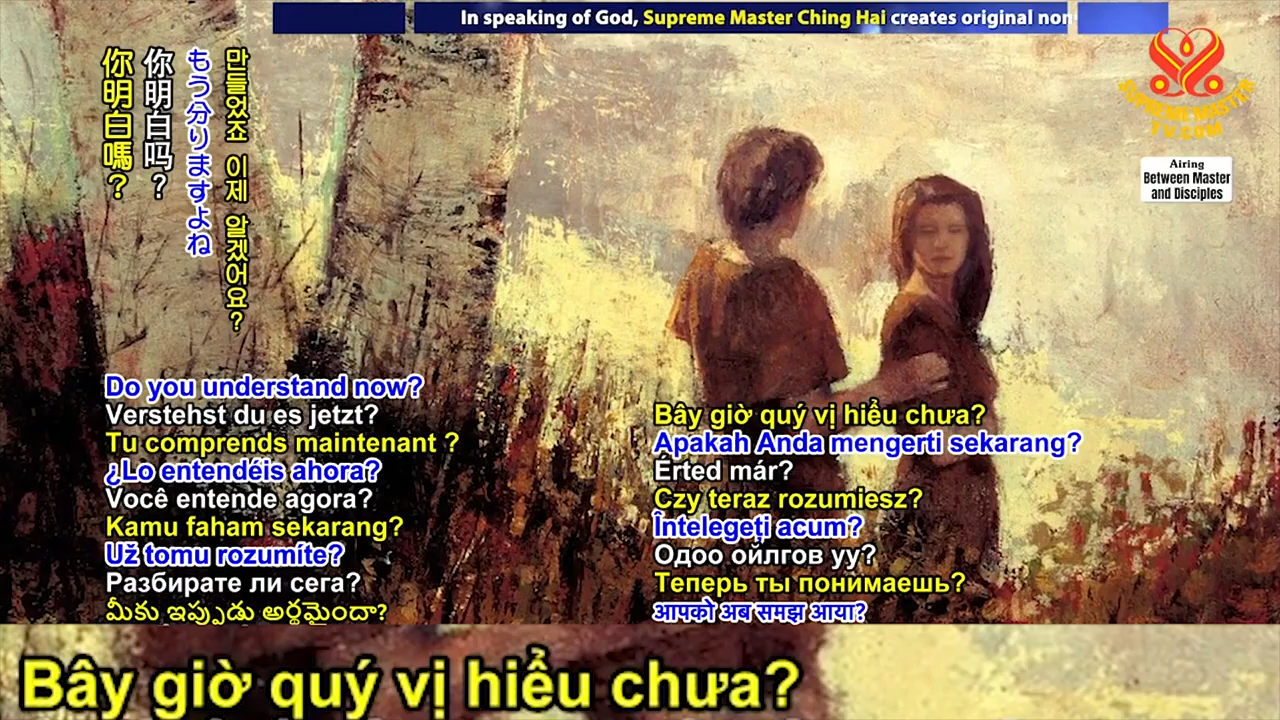 In speaking of God, Supreme Master Ching Hai creates original non
SUPREME MASTER
TV.COM
Airing
Between Master
and Disciples
你明白嗎？
你明白吗？
もう分りますよね
만들었죠 이제 알겠어요?
Do you understand now?
Verstehst du es jetzt?
Tu comprends maintenant ?
¿Lo entendéis ahora?
Você entende agora?
Kamu faham sekarang?
Už tomu rozumíte?
Разбирате ли сега?
మీకు ఇప్పుడు అర్థమైందా?
Bây giờ quý vị hiểu chưa?
Apakah Anda mengerti sekarang?
Érted már?
Czy teraz rozumiesz?
Înțelegeți acum?
Одоо ойлгов уу?
Теперь ты понимаешь?
आपको अब समझ आया?
Bây giờ quý vị hiểu chưa?